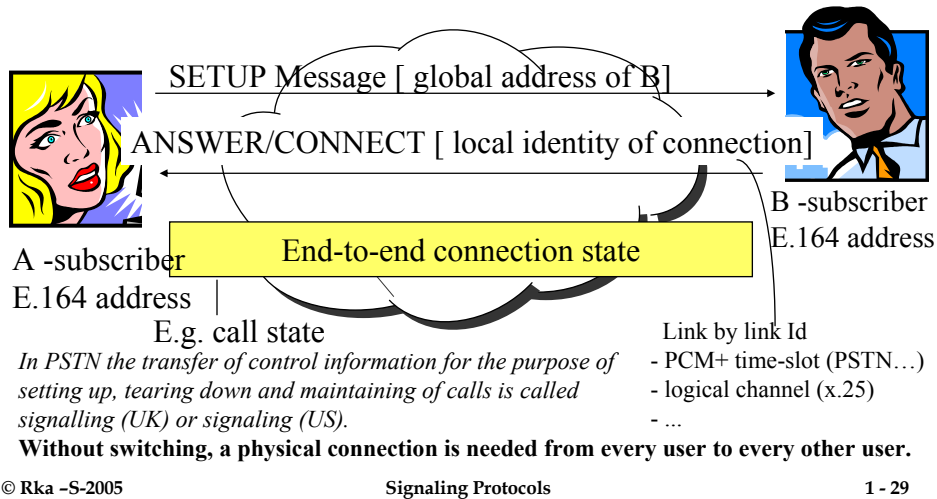 SETUP Message [ global address of B]
ANSWER/CONNECT [ local identity of connection]
B -subscriber
E.164 address
End-to-end connection state
A -subscriber
E.164 address
E.g. call state
Link by link Id
- PCM+ time-slot (PSTN…)
- logical channel (x.25)
- ...
In PSTN the transfer of control information for the purpose of
setting up, tearing down and maintaining of calls is called
signalling (UK) or signaling (US).
Without switching, a physical connection is needed from every user to every other user.
© Rka –S-2005 Signaling Protocols 1 - 29